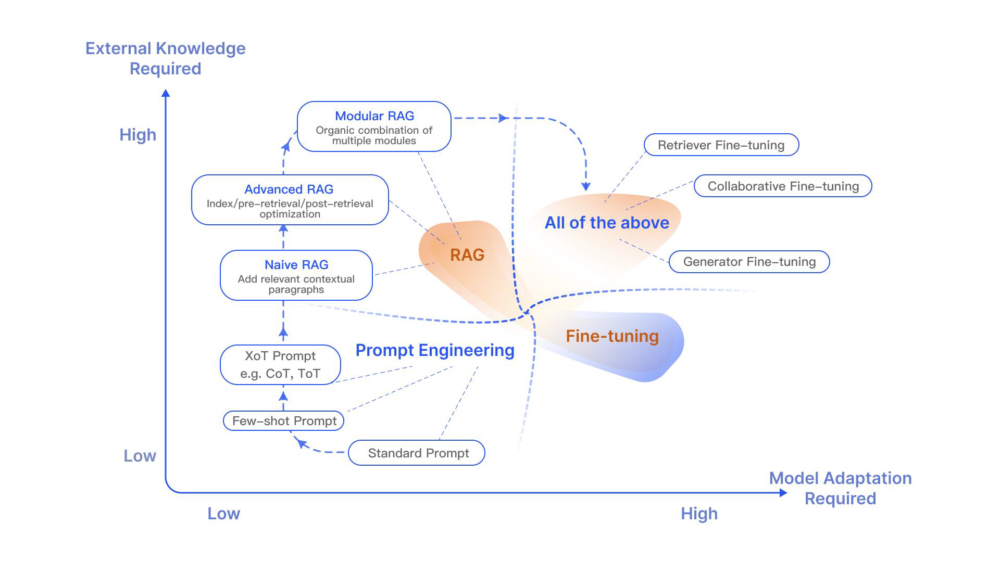 External Knowledge
Required
High
Modular RAG
Organic combination of
multiple modules
Retriever Fine-tuning
Advanced RAG
Index/pre-retrieval/post-retrieval
optimization
Collaborative Fine-tuning
All of the above
RAG
Naive RAG
Add relevant contextual
paragraphs
Generator Fine-tuning
Fine-tuning
Prompt Engineering
XoT Prompt
e.g. CoT, ToT
Few-shot Prompt
Standard Prompt
Low
Model Adaptation
Required
Low
High